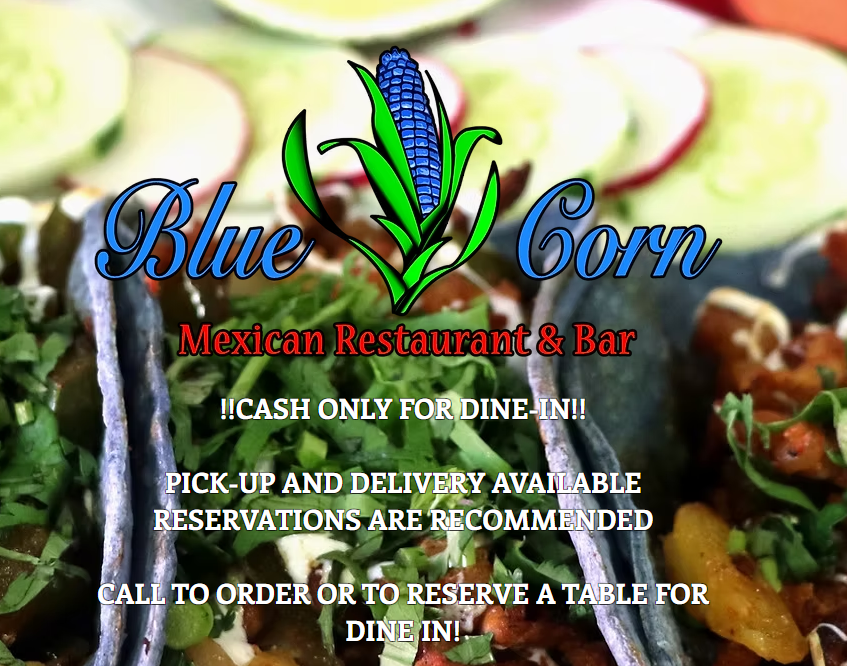 Blue Corn
Mexican Restaurant & Bar
!!CASH ONLY FOR DINE-IN!!
PICK-UP AND DELIVERY AVAILABLE
RESERVATIONS ARE RECOMMENDED
CALL TO ORDER OR TO RESERVE A TABLE FOR
DINE IN!